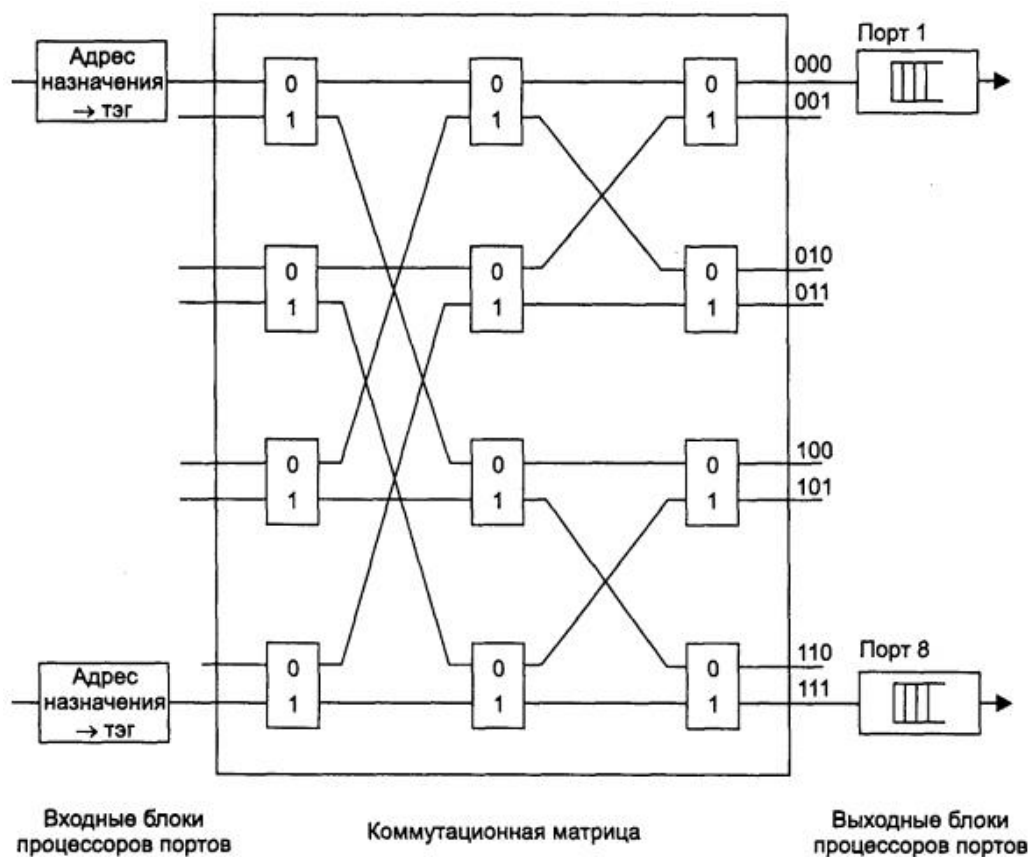 Адрес
назначения
→ тэг
0
1
0
1
0
1
000
001
Порт 1
0
1
0
1
0
1
010
011
0
1
0
1
0
1
100
101
Адрес
назначения
→ тэг
0
1
0
1
0
1
110
111
Порт 8
Входные блоки
процессоров портов
Коммутационная матрица
Выходные блоки
процессоров портов